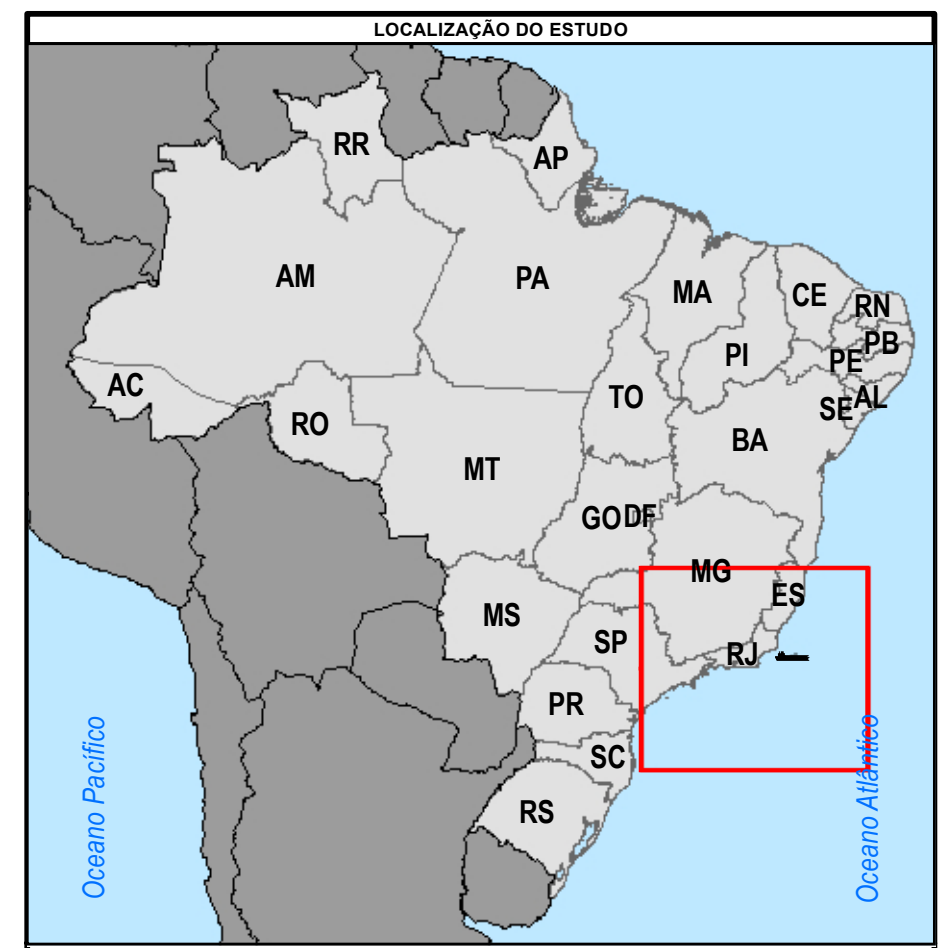 LOCALIZAÇÃO DO ESTUDO
RR
AP
AM
PA
MA
CE
RN
PB
PI
PE
AC
TO
AL
SE
RO
BA
MT
GO
DF
MG
ES
MS
SP
RJ
PR
SC
RS
Oceano Pacífico
Oceano Atlântico